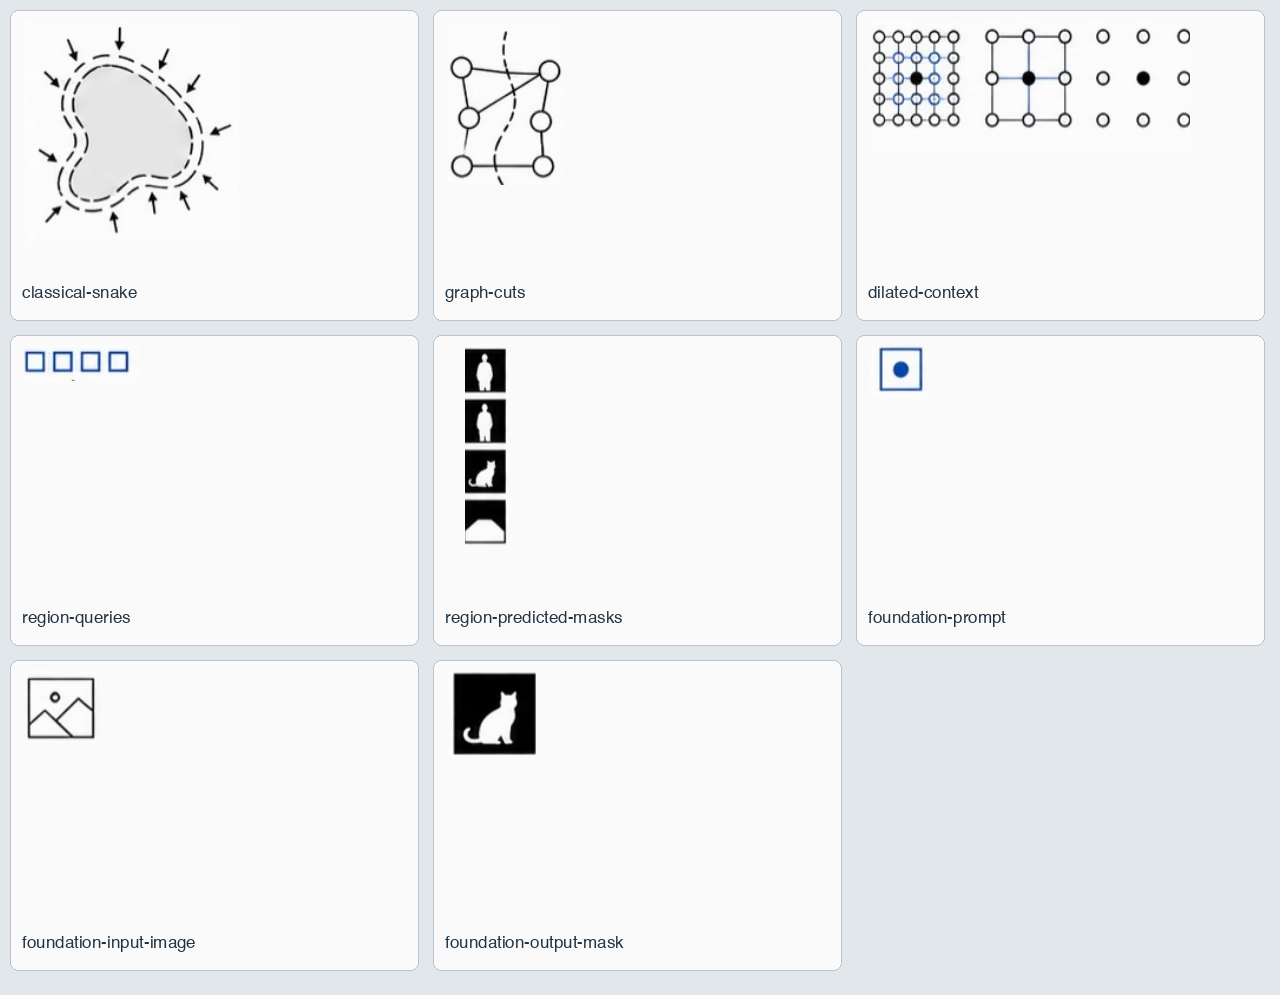 classical-snake
graph-cuts
dilated-context
region-queries
region-predicted-masks
foundation-prompt
foundation-input-image
foundation-output-mask